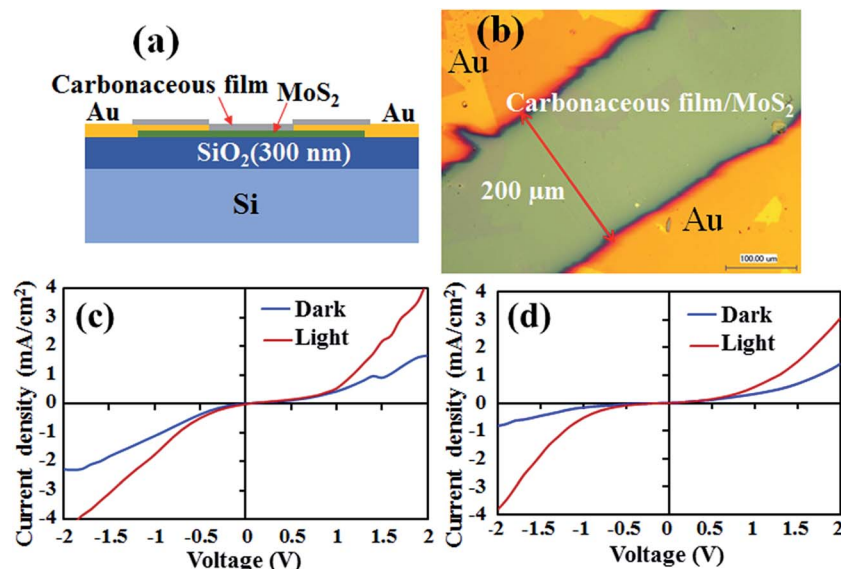 (a)
Carbonaceous film
MoS₂
Au
Au
SiO₂(300 nm)
Si
(b)
Au
Carbonaceous film/MoS₂
200 μm
Au
100.00 um
(c)
Dark
Light
Current density (mA/cm²)
4
3
2
1
0
-1
-2
-3
-4
-2
-1.5
-1
-0.5
0
0.5
1
1.5
2
Voltage (V)
(d)
Dark
Light
Current density (mA/cm²)
4
3
2
1
0
-1
-2
-3
-4
-2
-1.5
-1
-0.5
0
0.5
1
1.5
2
Voltage (V)